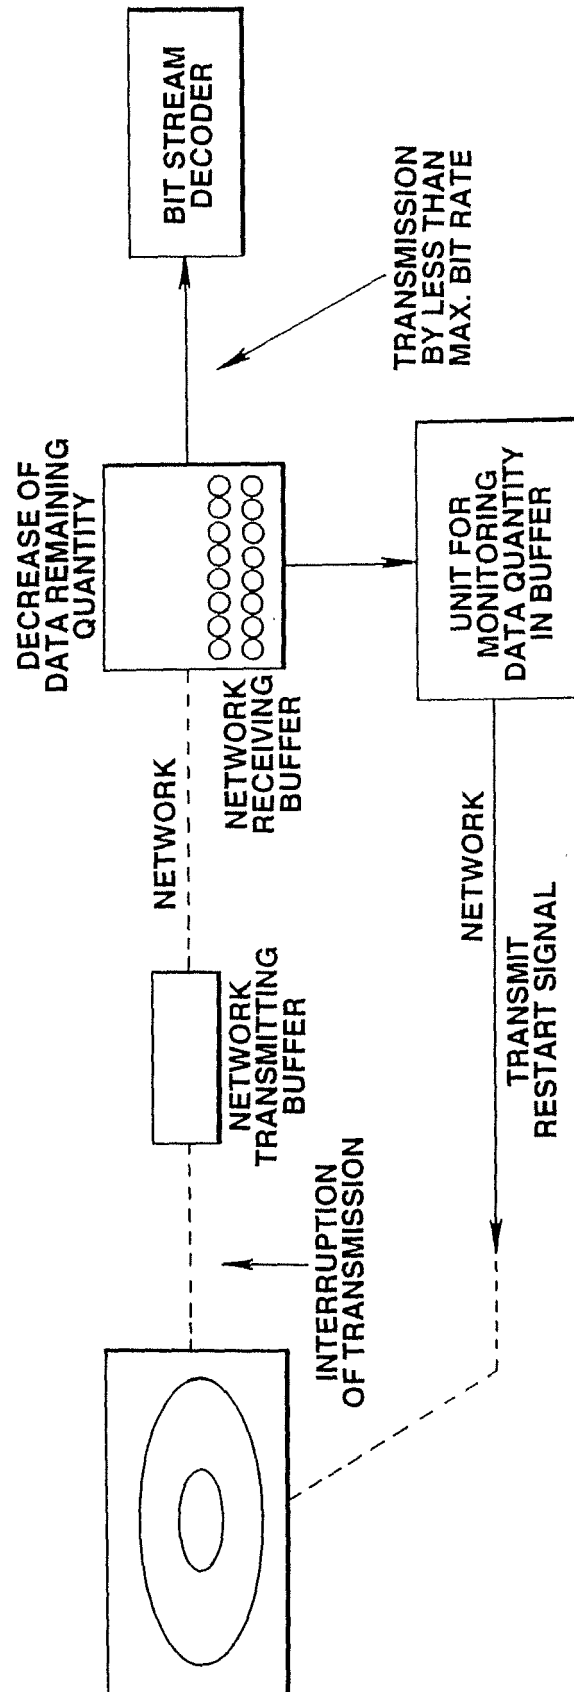 DECREASE OF
DATA REMAINING
QUANTITY
BIT STREAM
DECODER
NETWORK
TRANSMISSION
BY LESS THAN
MAX. BIT RATE
NETWORK
TRANSMITTING
BUFFER
NETWORK
RECEIVING
BUFFER
INTERRUPTION
OF TRANSMISSION
UNIT FOR
MONITORING
DATA QUANTITY
IN BUFFER
NETWORK
TRANSMIT
RESTART SIGNAL